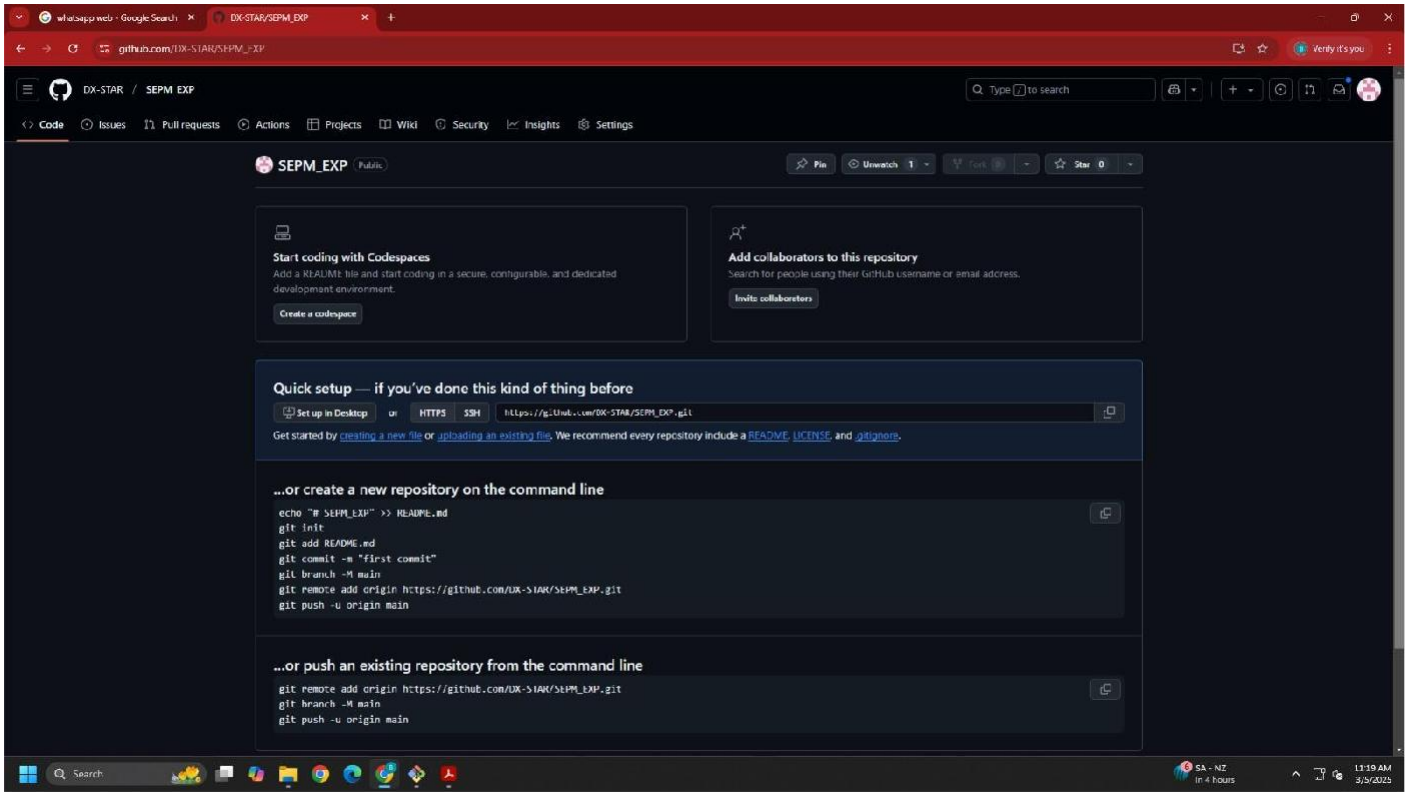 whatsapp web - Google Search
DX-STAR/SEPM_EXP
github.com/DX-STAR/SEPM_EXP
Verify it's you
DX-STAR / SEPM EXP
Type / to search
Code Issues Pull requests Actions Projects Wiki Security Insights Settings
SEPM_EXP Public
Pin Unwatch 1 Fork 0 Star 0
Start coding with Codespaces
Add a README file and start coding in a secure, configurable, and dedicated
development environment.
Create a codespace
Add collaborators to this repository
Search for people using their GitHub username or email address.
Invite collaborators
Quick setup — if you've done this kind of thing before
Set up in Desktop or HTTPS SSH https://github.com/DX-STAR/SEPM_EXP.git
Get started by creating a new file or uploading an existing file. We recommend every repository include a README, LICENSE, and .gitignore.
...or create a new repository on the command line
echo "# SEPM_EXP" >> README.md
git init
git add README.md
git commit -m "first commit"
git branch -M main
git remote add origin https://github.com/DX-STAR/SEPM_EXP.git
git push -u origin main
...or push an existing repository from the command line
git remote add origin https://github.com/DX-STAR/SEPM_EXP.git
git branch -M main
git push -u origin main
Search
6
SA - NZ
In 4 hours
11:19 AM
3/5/2025